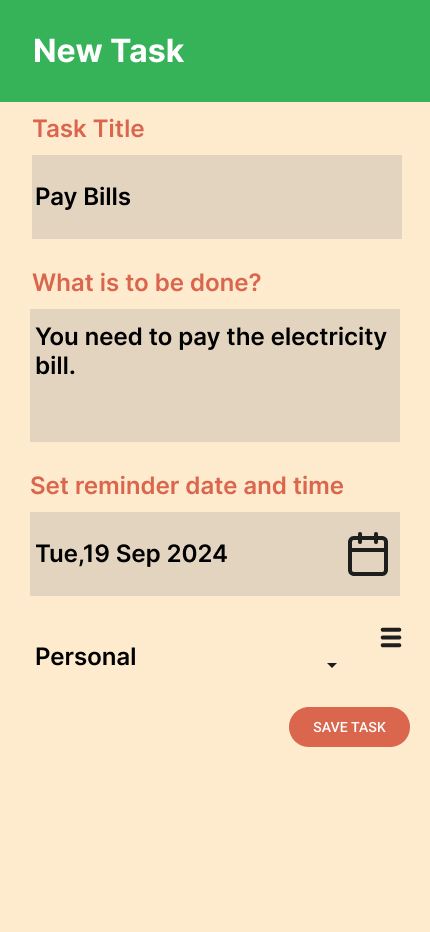 New Task
Task Title
Pay Bills
What is to be done?
You need to pay the electricity
bill.
Set reminder date and time
Tue,19 Sep 2024
Personal
SAVE TASK